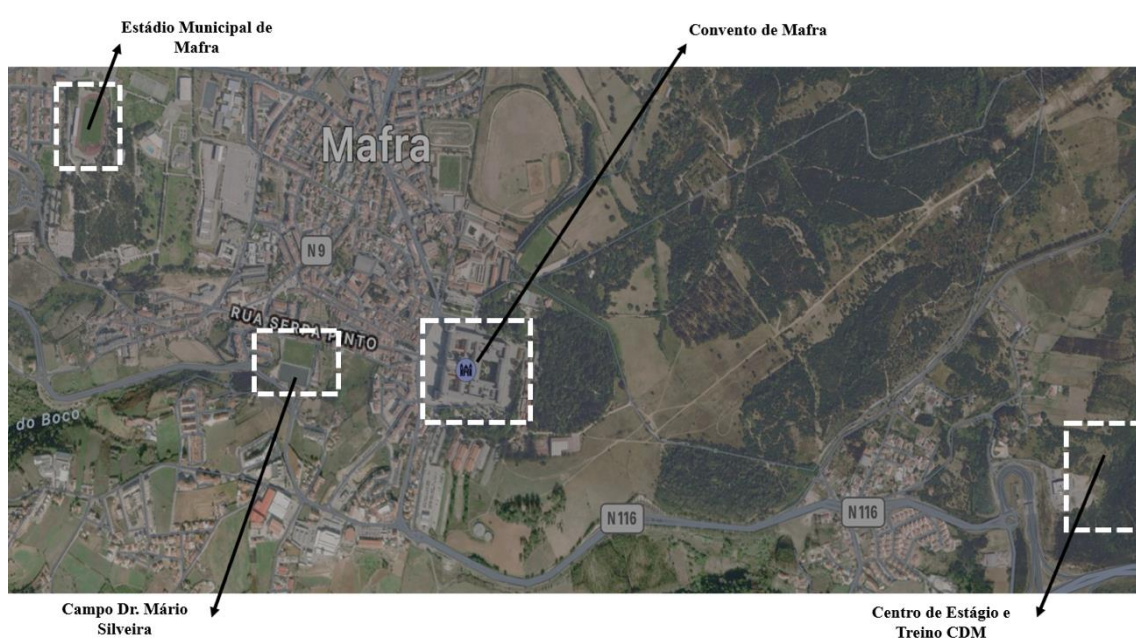 Estádio Municipal de
Mafra
Convento de Mafra
Mafra
N9
RUA SERPA PINTO
do Boco
N116
N116
Campo Dr. Mário
Silveira
Centro de Estágio e
Treino CDM